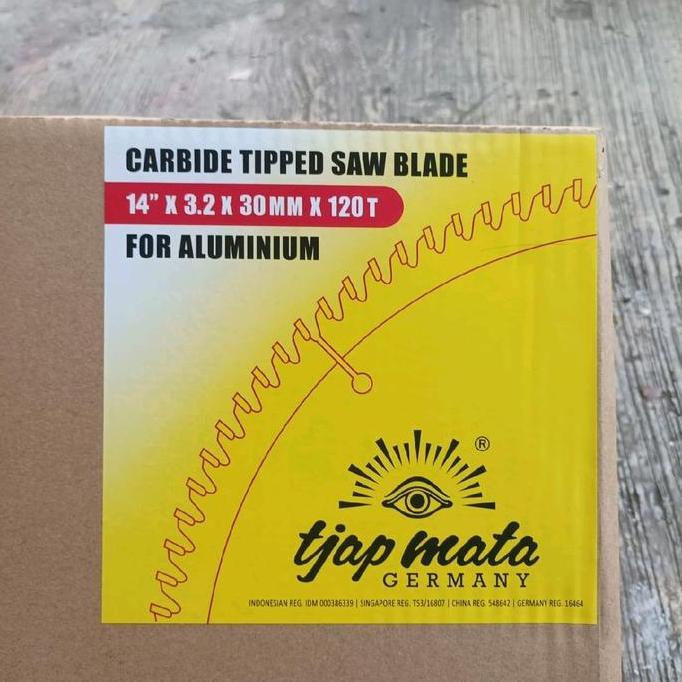 CARBIDE TIPPED SAW BLADE
14” X 3.2 X 30MM X 120T
FOR ALUMINIUM
®
tjap mata
GERMANY
INDONESIAN REG. IDM 000386339 | SINGAPORE REG. T53/16807 | CHINA REG. 548642 | GERMANY REG. 16464